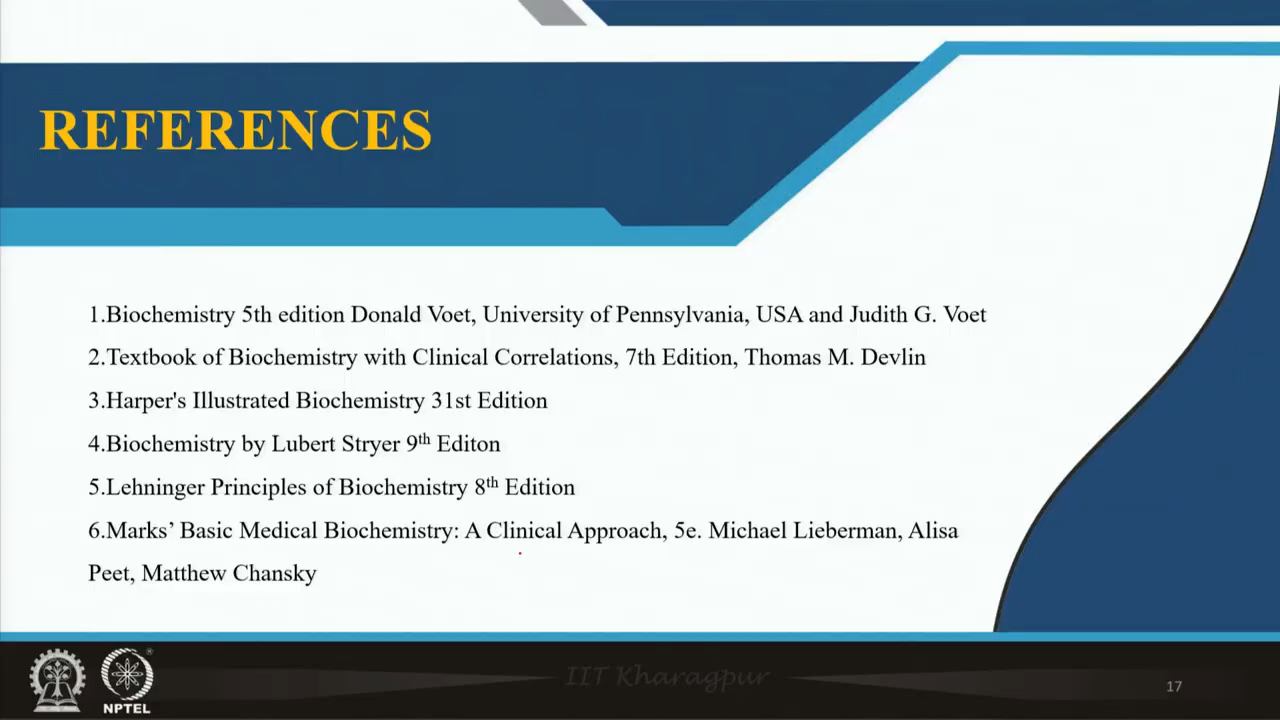 REFERENCES
1.Biochemistry 5th edition Donald Voet, University of Pennsylvania, USA and Judith G. Voet
2.Textbook of Biochemistry with Clinical Correlations, 7th Edition, Thomas M. Devlin
3.Harper's Illustrated Biochemistry 31st Edition
4.Biochemistry by Lubert Stryer 9th Editon
5.Lehninger Principles of Biochemistry 8th Edition
6.Marks’ Basic Medical Biochemistry: A Clinical Approach, 5e. Michael Lieberman, Alisa
Peet, Matthew Chansky
IIT Kharagpur
NPTEL
17